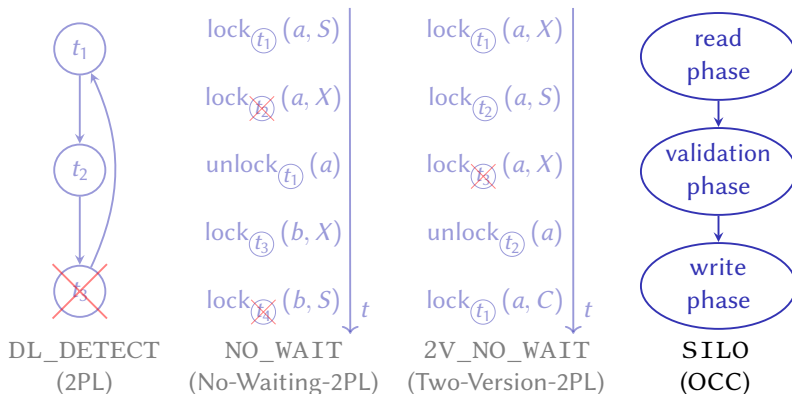 t1
t2
t3
DL_DETECT
(2PL)
lock t1 (a, S)
lock t2 (a, X)
unlock t1 (a)
lock t3 (b, X)
lock t4 (b, S)
t
NO_WAIT
(No-Waiting-2PL)
lock t1 (a, X)
lock t2 (a, S)
lock t3 (a, X)
unlock t2 (a)
lock t1 (a, C)
t
2V_NO_WAIT
(Two-Version-2PL)
read
phase
validation
phase
write
phase
SILO
(OCC)